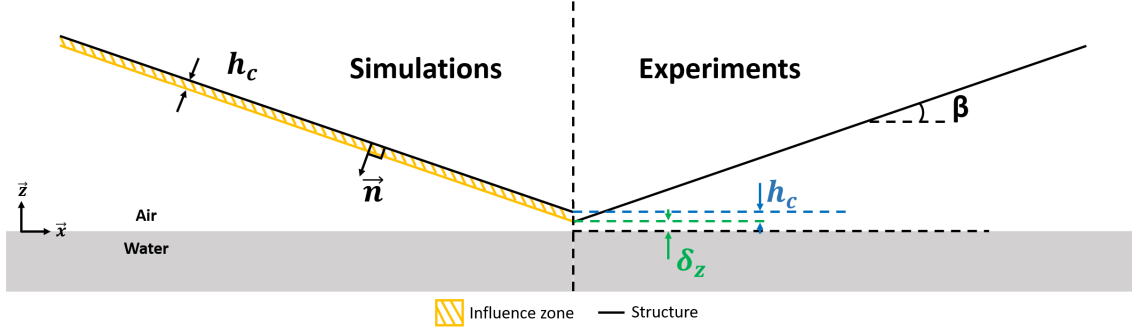 Simulations
Experiments
h_c
β
n⃗
h_c
δ_z
z⃗
x⃗
Air
Water
Influence zone
Structure